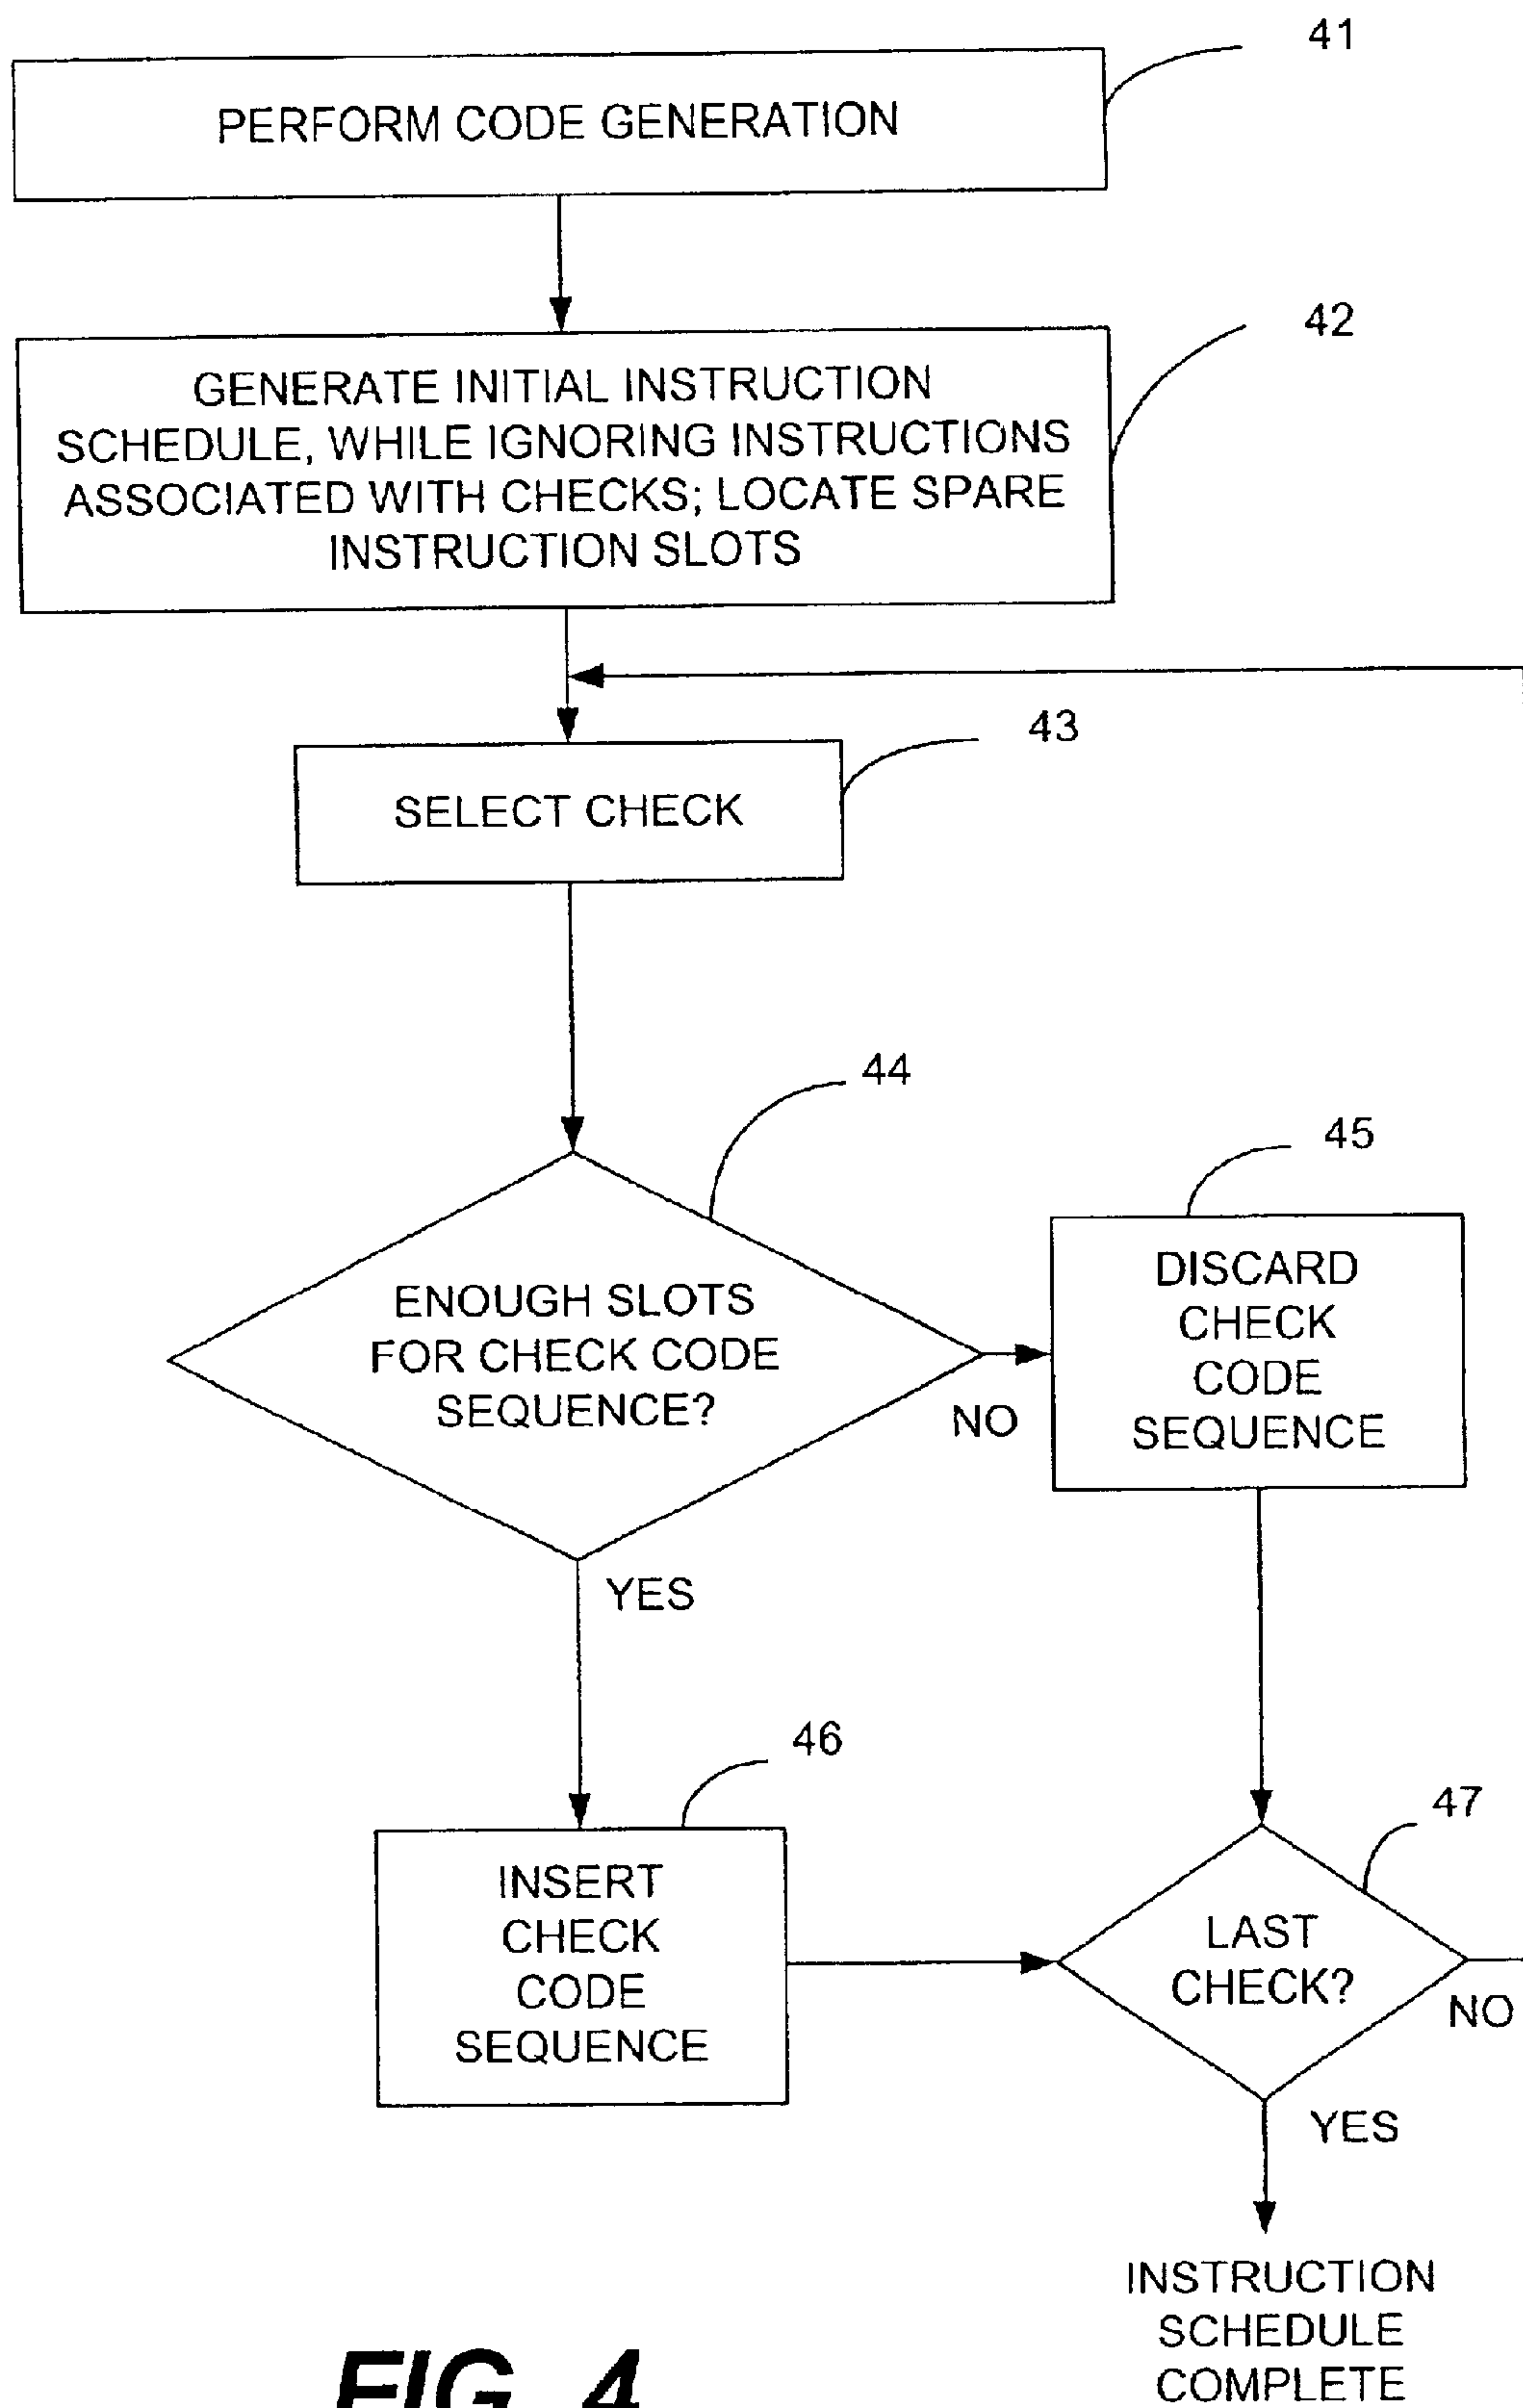 41
PERFORM CODE GENERATION
42
GENERATE INITIAL INSTRUCTION
SCHEDULE, WHILE IGNORING INSTRUCTIONS
ASSOCIATED WITH CHECKS; LOCATE SPARE
INSTRUCTION SLOTS
43
SELECT CHECK
44
ENOUGH SLOTS
FOR CHECK CODE
SEQUENCE?
NO
YES
45
DISCARD
CHECK
CODE
SEQUENCE
46
INSERT
CHECK
CODE
SEQUENCE
47
LAST
CHECK?
NO
YES
INSTRUCTION
SCHEDULE
COMPLETE
FIG. 4